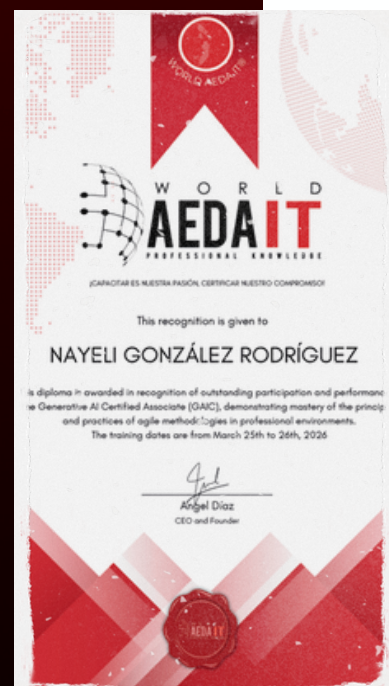 WORLD AEDAIT®
WORLD
AEDAIT
PROFESSIONAL KNOWLEDGE
¡CAPACITAR ES NUESTRA PASIÓN, CERTIFICAR NUESTRO COMPROMISO!
This recognition is given to
NAYELI GONZÁLEZ RODRÍGUEZ
is diploma is awarded in recognition of outstanding participation and performanc
e Generative AI Certified Associate (GAIC), demonstrating mastery of the princip
and practices of agile methodologies in professional environments.
The training dates are from March 25th to 26th, 2026
Angel Díaz
CEO and Founder
AEDAIT